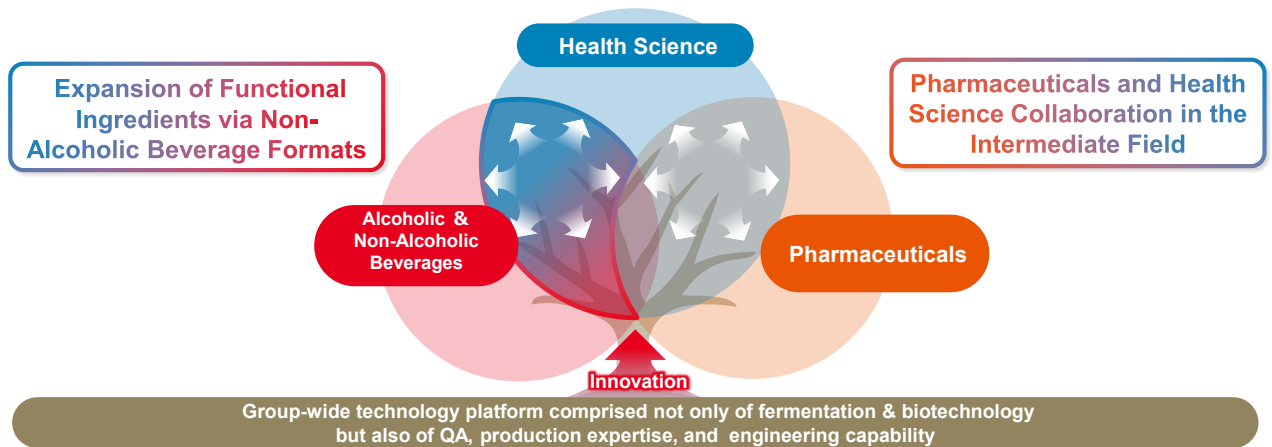 Health Science
Expansion of Functional
Ingredients via Non-
Alcoholic Beverage Formats
Pharmaceuticals and Health
Science Collaboration in the
Intermediate Field
Alcoholic &
Non-Alcoholic
Beverages
Pharmaceuticals
Innovation
Group-wide technology platform comprised not only of fermentation & biotechnology
but also of QA, production expertise, and engineering capability